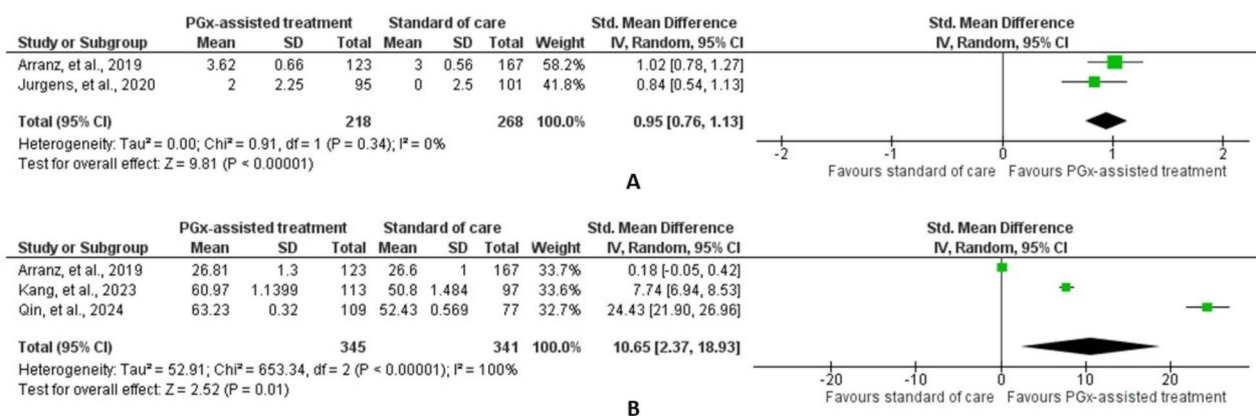 PGx-assisted treatment Standard of care Std. Mean Difference Std. Mean Difference
Study or Subgroup Mean SD Total Mean SD Total Weight IV, Random, 95% CI IV, Random, 95% CI
Arranz, et al., 2019 3.62 0.66 123 3 0.56 167 58.2% 1.02 [0.78, 1.27]
Jurgens, et al., 2020 2 2.25 95 0 2.5 101 41.8% 0.84 [0.54, 1.13]
Total (95% CI) 218 268 100.0% 0.95 [0.76, 1.13]
Heterogeneity: Tau² = 0.00; Chi² = 0.91, df = 1 (P = 0.34); I² = 0%
Test for overall effect: Z = 9.81 (P < 0.00001)
-2 -1 0 1 2
Favours standard of care Favours PGx-assisted treatment
A
PGx-assisted treatment Standard of care Std. Mean Difference Std. Mean Difference
Study or Subgroup Mean SD Total Mean SD Total Weight IV, Random, 95% CI IV, Random, 95% CI
Arranz, et al., 2019 26.81 1.3 123 26.6 1 167 33.7% 0.18 [-0.05, 0.42]
Kang, et al., 2023 60.97 1.1399 113 50.8 1.484 97 33.6% 7.74 [6.94, 8.53]
Qin, et al., 2024 63.23 0.32 109 52.43 0.569 77 32.7% 24.43 [21.90, 26.96]
Total (95% CI) 345 341 100.0% 10.65 [2.37, 18.93]
Heterogeneity: Tau² = 52.91; Chi² = 653.34, df = 2 (P < 0.00001); I² = 100%
Test for overall effect: Z = 2.52 (P = 0.01)
-20 -10 0 10 20
Favours standard of care Favours PGx-assisted treatment
B